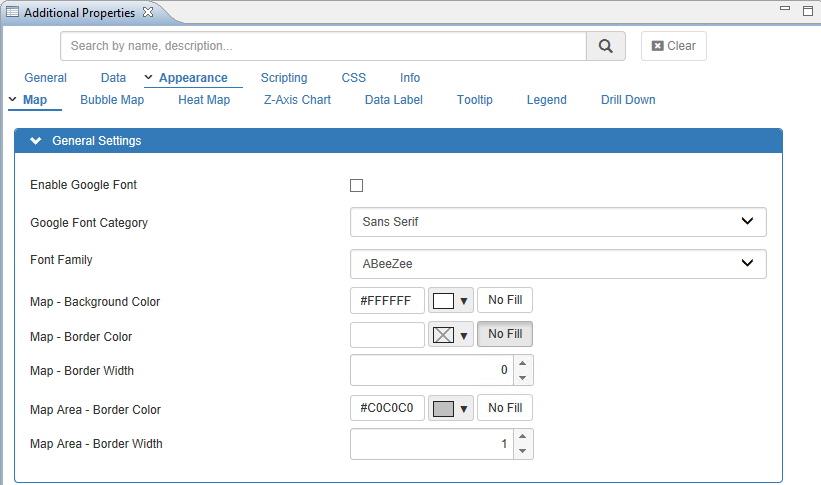 Additional Properties
Search by name, description... Clear
General Data Appearance Scripting CSS Info
Map Bubble Map Heat Map Z-Axis Chart Data Label Tooltip Legend Drill Down
General Settings
Enable Google Font
Google Font Category Sans Serif
Font Family ABeeZee
Map - Background Color #FFFFFF No Fill
Map - Border Color No Fill
Map - Border Width 0
Map Area - Border Color #C0C0C0 No Fill
Map Area - Border Width 1